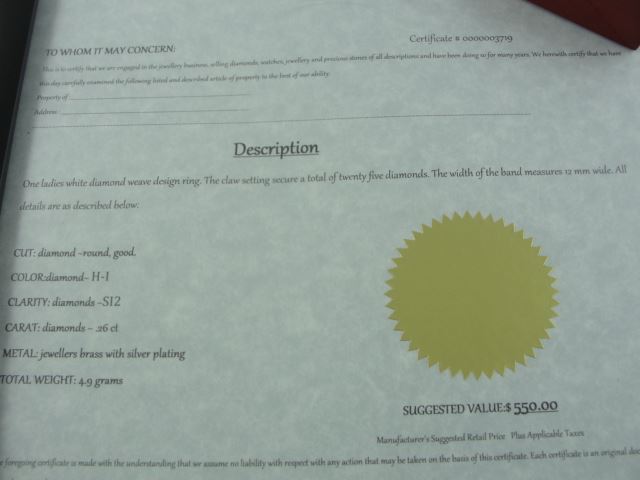 Certificate # 0000003719
TO WHOM IT MAY CONCERN:
This is to certify that we are engaged in the jewellery business, selling diamonds, watches, jewellery and precious stones of all descriptions and have been doing so for many years. We herewith certify that we have
this day carefully examined the following listed and described article of property to the best of our ability.
Property of
Address
Description
One ladies white diamond weave design ring. The claw setting secure a total of twenty five diamonds. The width of the band measures 12 mm wide. All
details are as described below:
CUT: diamond -round, good.
COLOR:diamond- H-I
CLARITY: diamonds -SI2
CARAT: diamonds - .26 ct
METAL: jewellers brass with silver plating
TOTAL WEIGHT: 4.9 grams
SUGGESTED VALUE:$ 550.00
Manufacturer's Suggested Retail Price Plus Applicable Taxes
foregoing certificate is made with the understanding that we assume no liability with respect with any action that may be taken on the basis of this certificate. Each certificate is an original